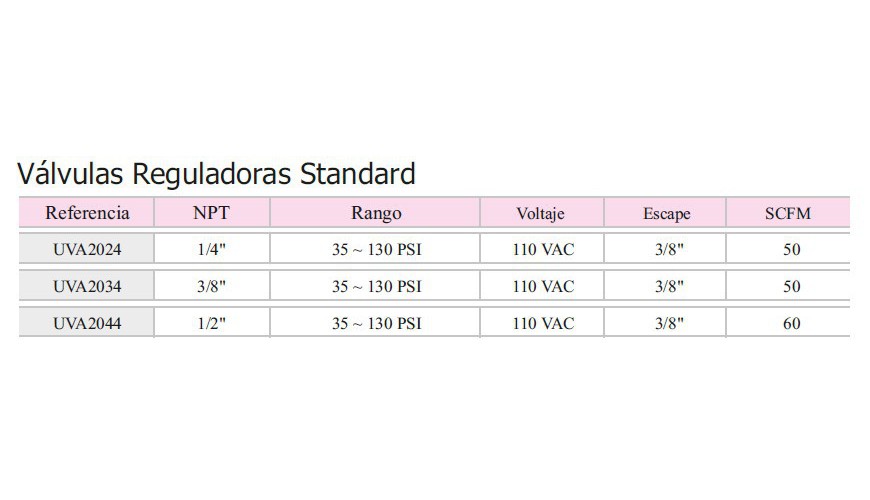 Válvulas Reguladoras Standard
Referencia NPT Rango Voltaje Escape SCFM
UVA2024 1/4" 35 ~ 130 PSI 110 VAC 3/8" 50
UVA2034 3/8" 35 ~ 130 PSI 110 VAC 3/8" 50
UVA2044 1/2" 35 ~ 130 PSI 110 VAC 3/8" 60